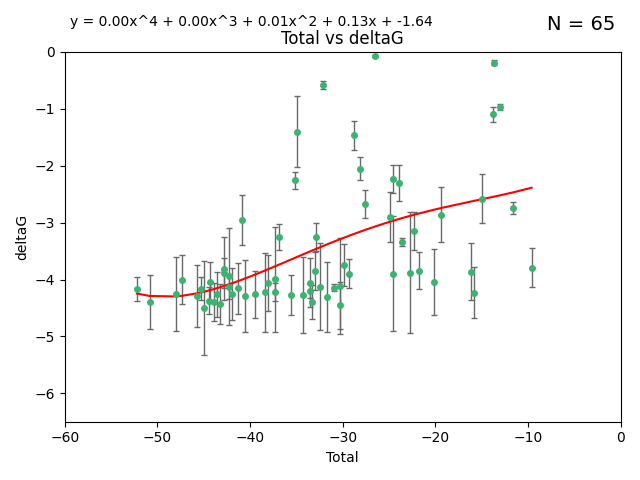 y = 0.00x^4 + 0.00x^3 + 0.01x^2 + 0.13x + -1.64
N = 65
Total vs deltaG
0
−1
−2
−3
−4
−5
−6
deltaG
−60 −50 −40 −30 −20 −10 0
Total